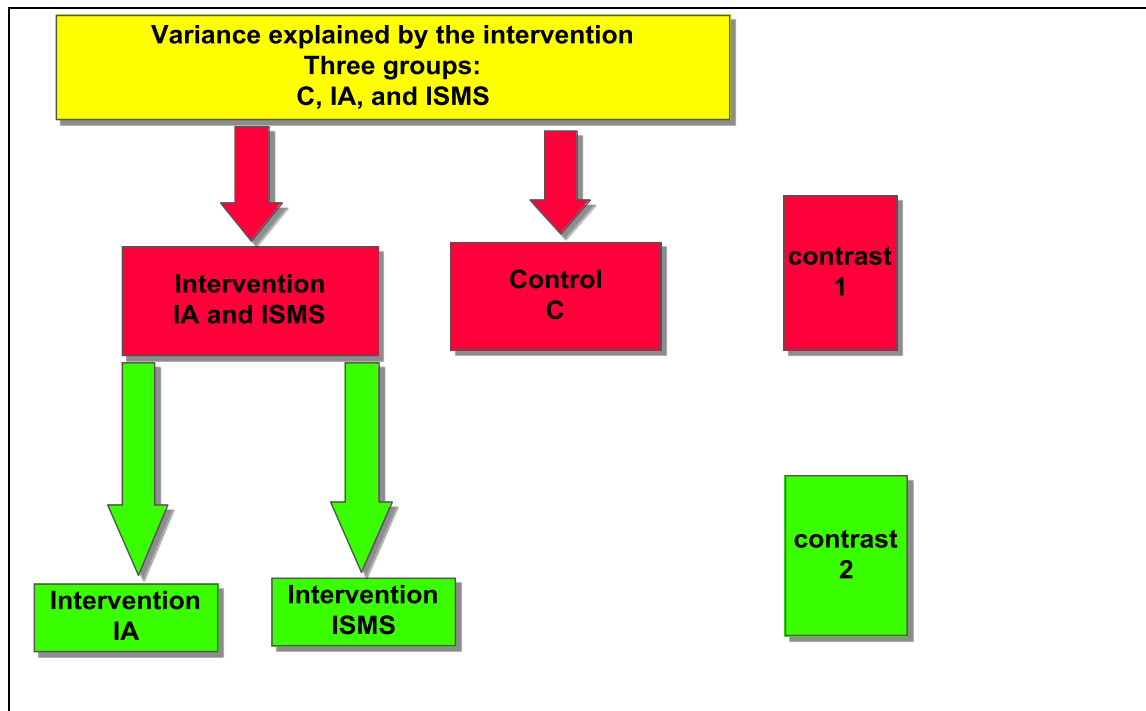 Variance explained by the intervention
Three groups:
C, IA, and ISMS
Intervention
IA and ISMS
Control
C
contrast
1
Intervention
IA
Intervention
ISMS
contrast
2